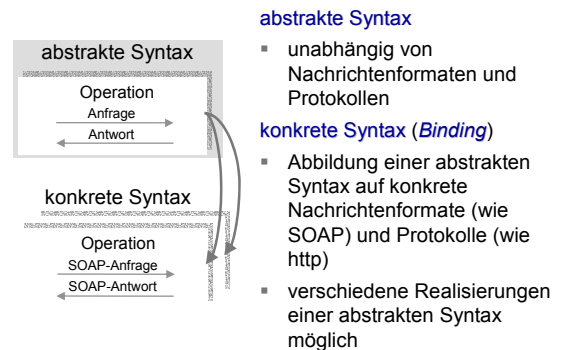 abstrakte Syntax
Operation
Anfrage
Antwort
konkrete Syntax
Operation
SOAP-Anfrage
SOAP-Antwort
abstrakte Syntax
▪ unabhängig von
Nachrichtenformaten und
Protokollen
konkrete Syntax (Binding)
▪ Abbildung einer abstrakten
Syntax auf konkrete
Nachrichtenformate (wie
SOAP) und Protokolle (wie
http)
▪ verschiedene Realisierungen
einer abstrakten Syntax
möglich